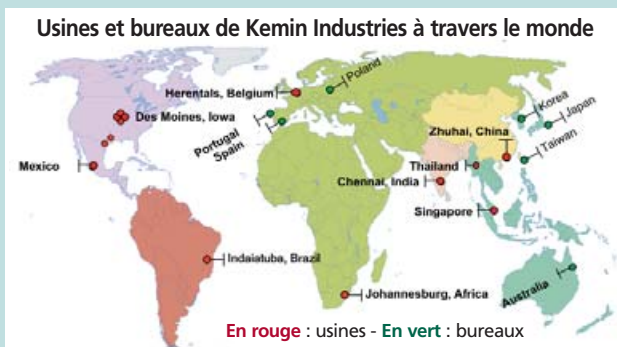 Usines et bureaux de Kemin Industries à travers le monde
Poland
Herentals, Belgium
Korea
Des Moines, Iowa
Japan
Zhuhai, China
Portugal
Spain
Taiwan
Mexico
Thailand
Chennai, India
Singapore
Indaiatuba, Brazil
Australia
Johannesburg, Africa
En rouge : usines - En vert : bureaux